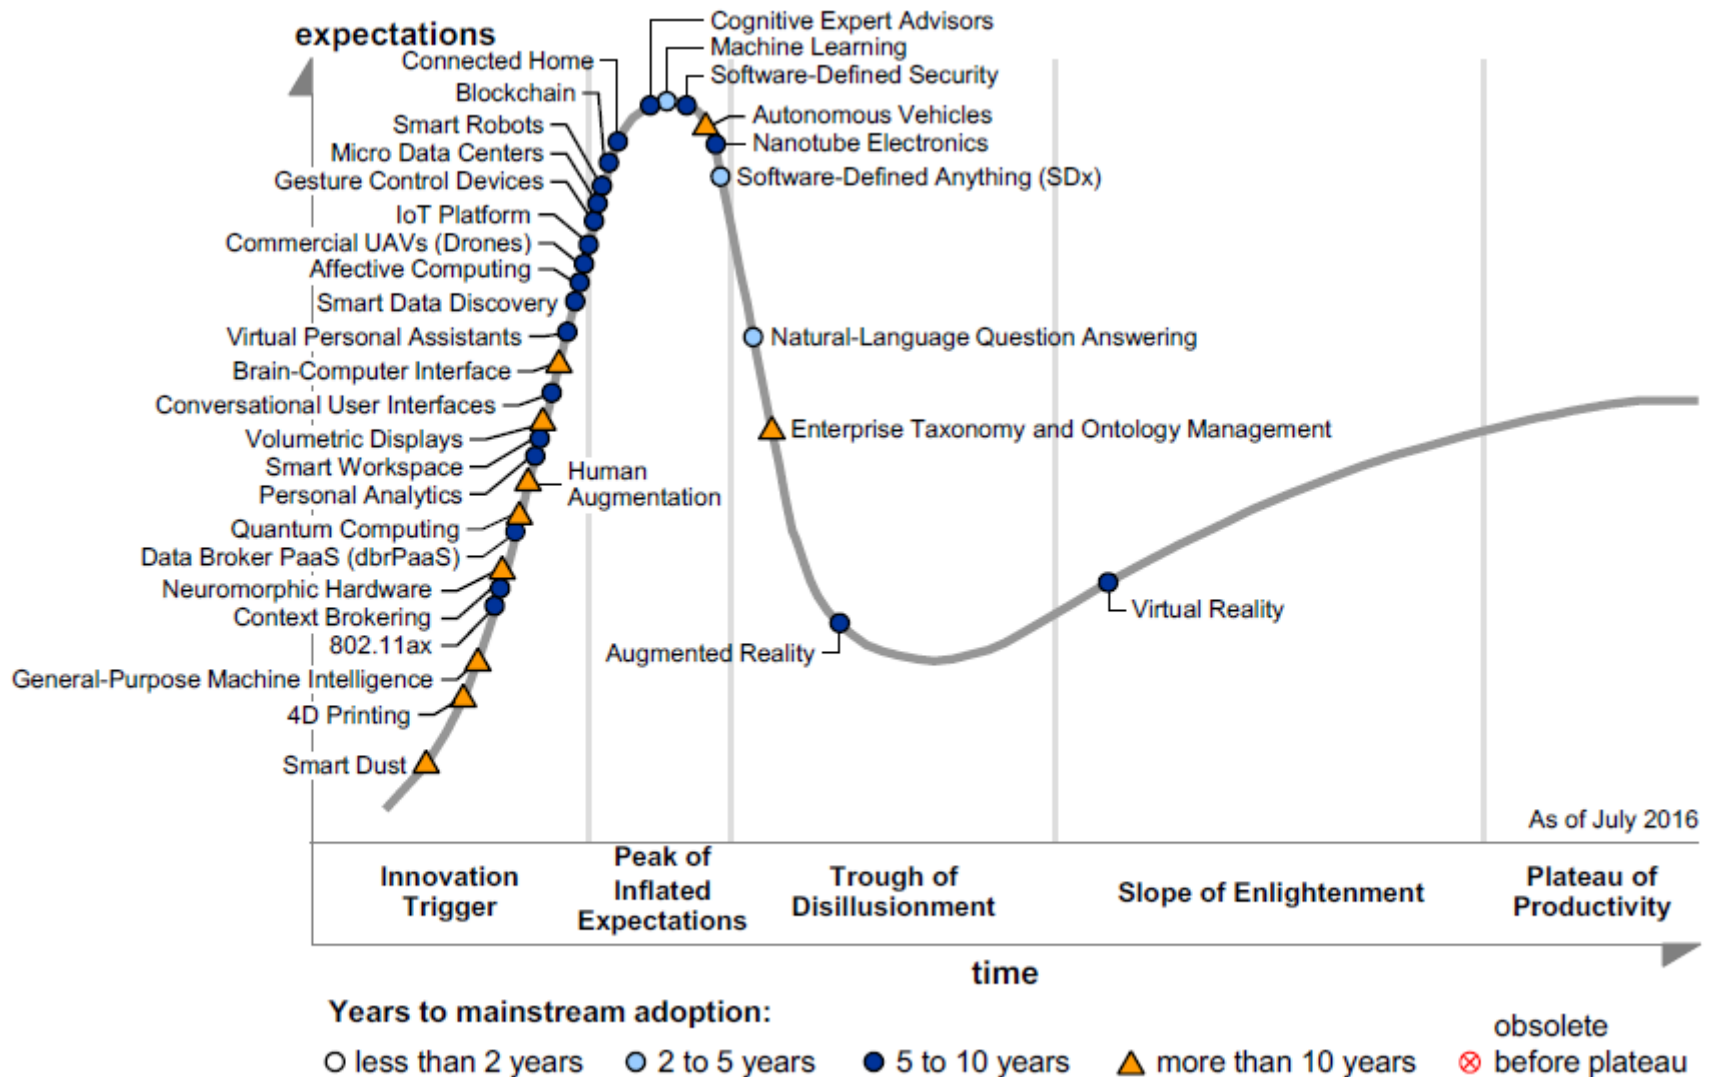 expectations
Cognitive Expert Advisors
Machine Learning
Connected Home
Software-Defined Security
Blockchain
Autonomous Vehicles
Smart Robots
Nanotube Electronics
Micro Data Centers
Gesture Control Devices
Software-Defined Anything (SDx)
IoT Platform
Commercial UAVs (Drones)
Affective Computing
Smart Data Discovery
Virtual Personal Assistants
Natural-Language Question Answering
Brain-Computer Interface
Conversational User Interfaces
Enterprise Taxonomy and Ontology Management
Volumetric Displays
Smart Workspace
Human
Augmentation
Personal Analytics
Quantum Computing
Data Broker PaaS (dbrPaaS)
Neuromorphic Hardware
Context Brokering
Virtual Reality
802.11ax
Augmented Reality
General-Purpose Machine Intelligence
4D Printing
Smart Dust
As of July 2016
Innovation
Trigger
Peak of
Inflated
Expectations
Trough of
Disillusionment
Slope of Enlightenment
Plateau of
Productivity
time
Years to mainstream adoption:
less than 2 years
2 to 5 years
5 to 10 years
more than 10 years
obsolete
before plateau